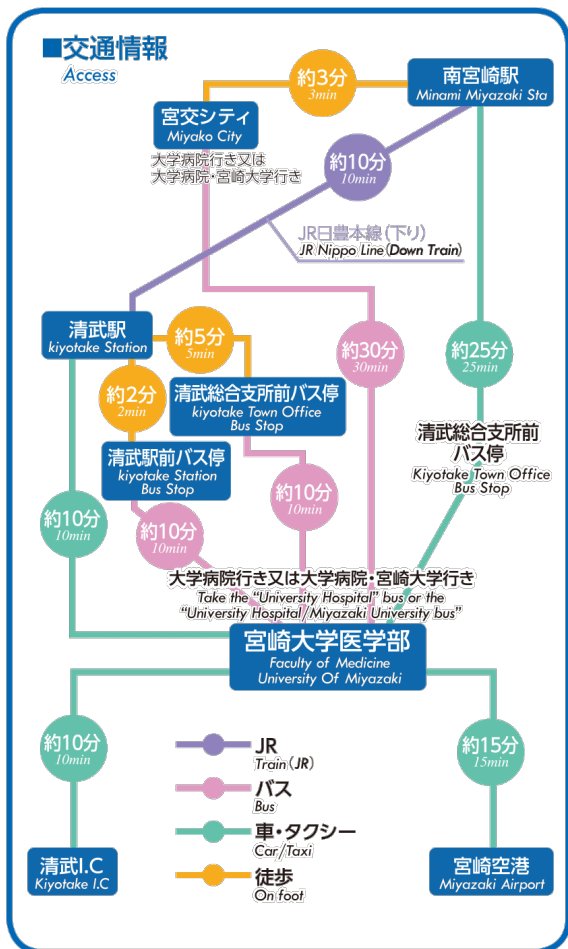 ■交通情報
Access
約3分
3min
南宮崎駅
Minami Miyazaki Sta
宮交シティ
Miyako City
大学病院行き又は
大学病院・宮崎大学行き
約10分
10min
JR日豊本線(下り)
JR Nippo Line(Down Train)
清武駅
kiyotake Station
約5分
5min
約30分
30min
約25分
25min
約2分
2min
清武総合支所前バス停
kiyotake Town Office
Bus Stop
清武総合支所前
バス停
Kiyotake Town Office
Bus Stop
清武駅前バス停
kiyotake Station
Bus Stop
約10分
10min
約10分
10min
約10分
10min
大学病院行き又は大学病院・宮崎大学行き
Take the “University Hospital” bus or the
“University Hospital/Miyazaki University bus”
宮崎大学医学部
Faculty of Medicine
University Of Miyazaki
約10分
10min
約15分
15min
JR
Train(JR)
バス
Bus
車・タクシー
Car/Taxi
徒歩
On foot
清武I.C
Kiyotake I.C
宮崎空港
Miyazaki Airport